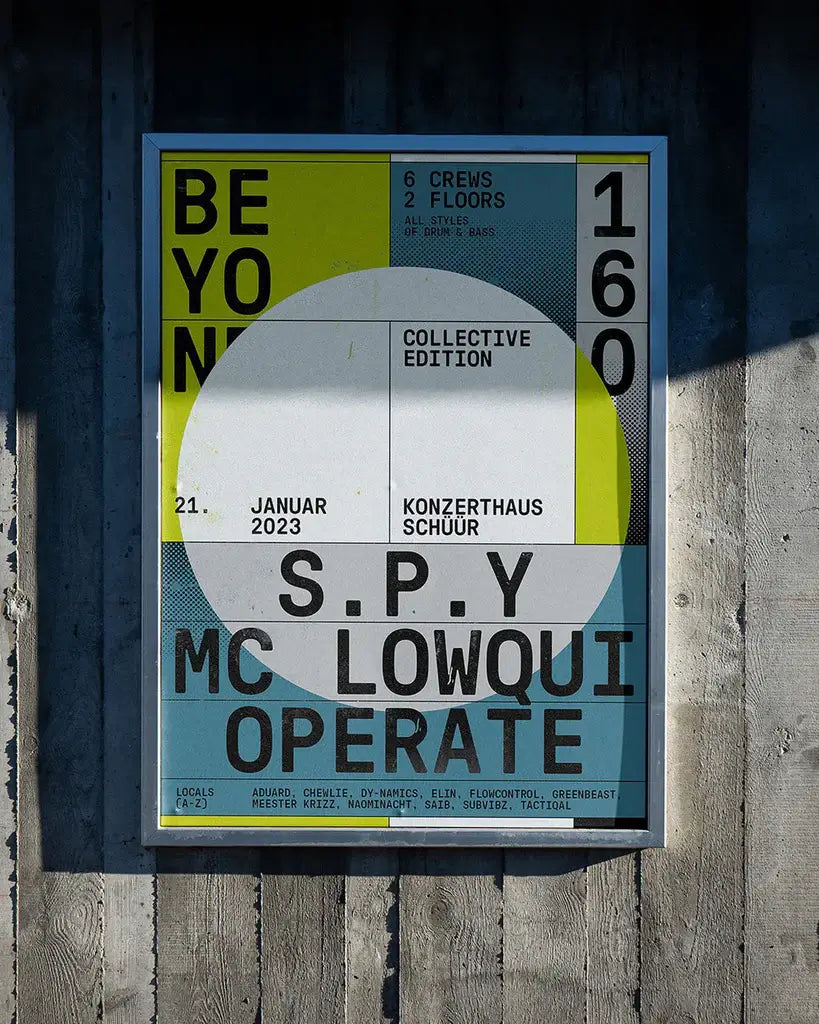 BE
YO
ND
6 CREWS
2 FLOORS
ALL STYLES
OF DRUM & BASS
1
6
0
COLLECTIVE
EDITION
21. JANUAR
2023
KONZERTHAUS
SCHÜÜR
S.P.Y
MC LOWQUI
OPERATE
LOCALS
(A-Z)
ADUARD, CHEWLIE, DY-NAMICS, ELIN, FLOWCONTROL, GREENBEAST,
MEESTER KRIZZ, NAOMINACHT, SAIB, SUBVIBZ, TACTIQAL